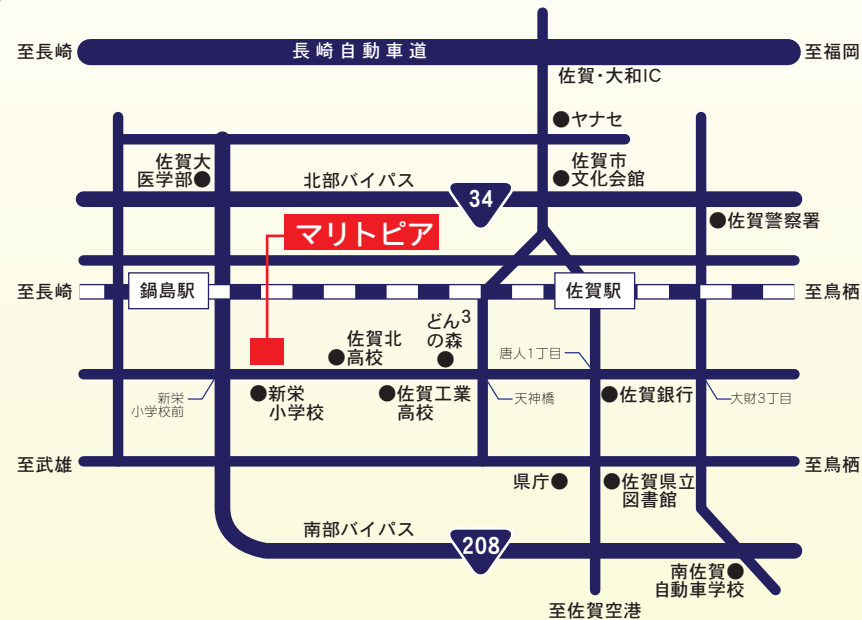 至長崎
長崎自動車道
至福岡
佐賀・大和IC
ヤナセ
佐賀大
医学部
北部バイパス
34
佐賀市
文化会館
マリトピア
佐賀警察署
至長崎
鍋島駅
佐賀駅
至鳥栖
佐賀北
高校
どん3
の森
唐人1丁目
新栄
小学校前
新栄
小学校
佐賀工業
高校
天神橋
佐賀銀行
大財3丁目
至武雄
至鳥栖
県庁
佐賀県立
図書館
南部バイパス
208
南佐賀
自動車学校
至佐賀空港